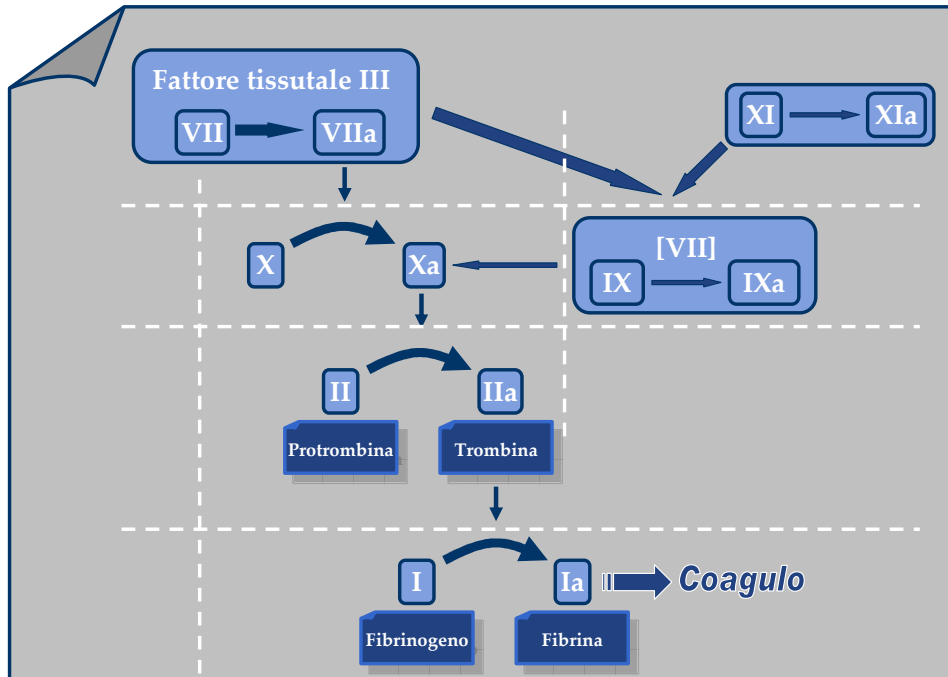 Fattore tissutale III
VII VIIa
XI XIa
[VII]
X Xa
IX IXa
II IIa
Protrombina Trombina
I Ia Coagulo
Fibrinogeno Fibrina